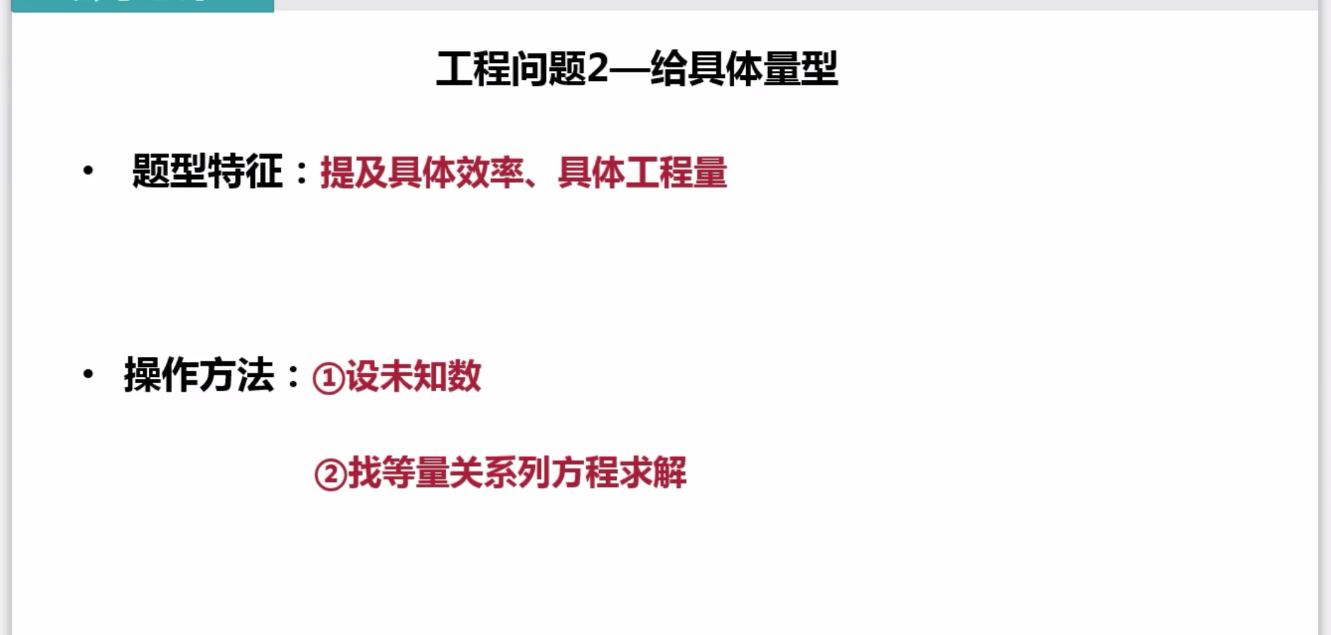 工程问题2—给具体量型
• 题型特征：提及具体效率、具体工程量
• 操作方法：①设未知数
②找等量关系列方程求解